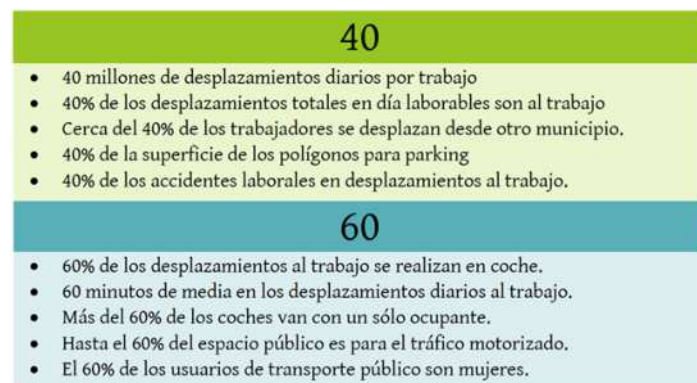 40
• 40 millones de desplazamientos diarios por trabajo
• 40% de los desplazamientos totales en día laborables son al trabajo
• Cerca del 40% de los trabajadores se desplazan desde otro municipio.
• 40% de la superficie de los polígonos para parking
• 40% de los accidentes laborales en desplazamientos al trabajo.
60
• 60% de los desplazamientos al trabajo se realizan en coche.
• 60 minutos de media en los desplazamientos diarios al trabajo.
• Más del 60% de los coches van con un sólo ocupante.
• Hasta el 60% del espacio público es para el tráfico motorizado.
• El 60% de los usuarios de transporte público son mujeres.